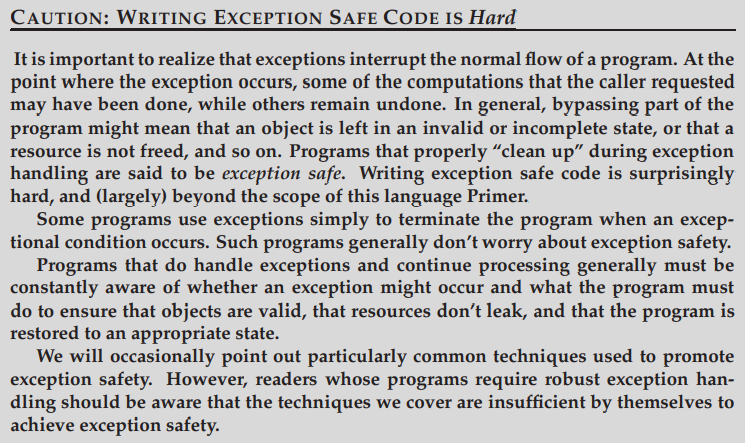 CAUTION: WRITING EXCEPTION SAFE CODE IS Hard
It is important to realize that exceptions interrupt the normal flow of a program. At the
point where the exception occurs, some of the computations that the caller requested
may have been done, while others remain undone. In general, bypassing part of the
program might mean that an object is left in an invalid or incomplete state, or that a
resource is not freed, and so on. Programs that properly “clean up” during exception
handling are said to be exception safe. Writing exception safe code is surprisingly
hard, and (largely) beyond the scope of this language Primer.
Some programs use exceptions simply to terminate the program when an excep-
tional condition occurs. Such programs generally don’t worry about exception safety.
Programs that do handle exceptions and continue processing generally must be
constantly aware of whether an exception might occur and what the program must
do to ensure that objects are valid, that resources don’t leak, and that the program is
restored to an appropriate state.
We will occasionally point out particularly common techniques used to promote
exception safety. However, readers whose programs require robust exception han-
dling should be aware that the techniques we cover are insufficient by themselves to
achieve exception safety.